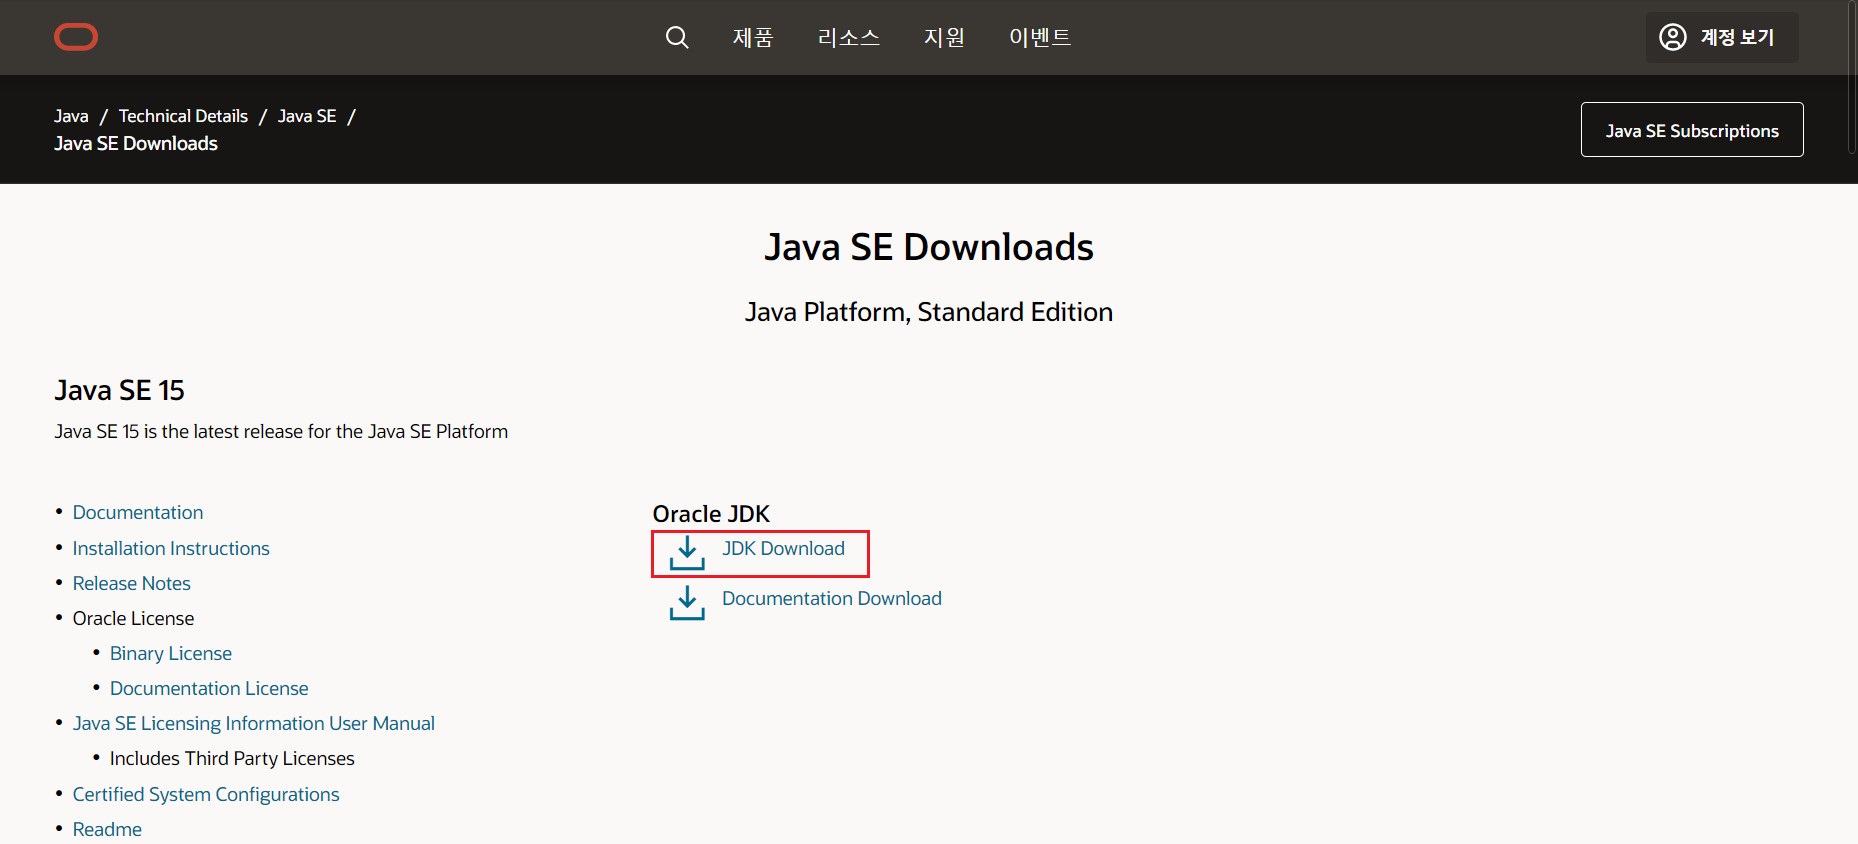 제품 리소스 지원 이벤트 계정 보기
Java / Technical Details / Java SE /
Java SE Downloads
Java SE Subscriptions
Java SE Downloads
Java Platform, Standard Edition
Java SE 15
Java SE 15 is the latest release for the Java SE Platform
• Documentation
• Installation Instructions
• Release Notes
• Oracle License
• Binary License
• Documentation License
• Java SE Licensing Information User Manual
• Includes Third Party Licenses
• Certified System Configurations
• Readme
Oracle JDK
JDK Download
Documentation Download